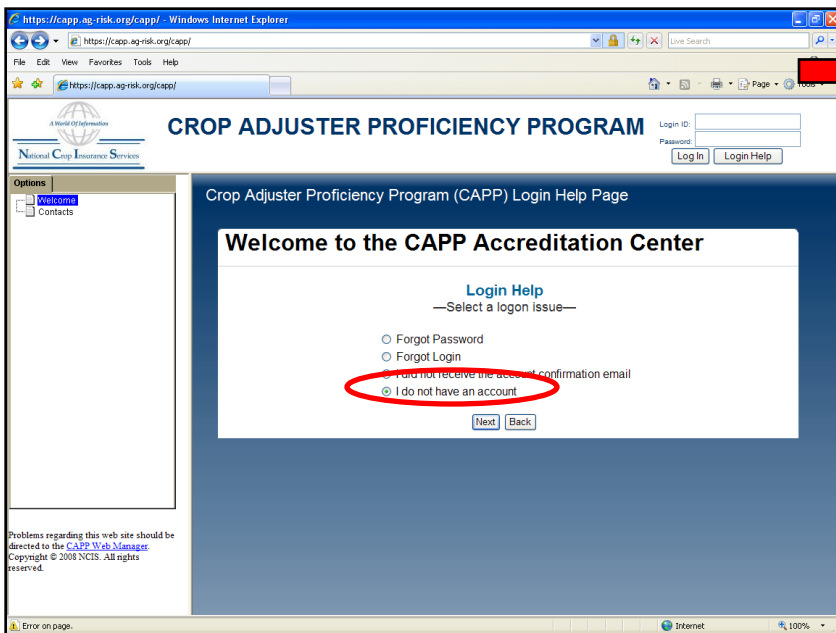 https://capp.ag-risk.org/capp/ - Windows Internet Explorer
https://capp.ag-risk.org/capp/
Live Search
File Edit View Favorites Tools Help
https://capp.ag-risk.org/capp/
Page
A World Of Information
National Crop Insurance Services
CROP ADJUSTER PROFICIENCY PROGRAM
Login ID:
Password:
Log In Login Help
Options
Welcome
Contacts
Crop Adjuster Proficiency Program (CAPP) Login Help Page
Welcome to the CAPP Accreditation Center
Login Help
—Select a logon issue—
Forgot Password
Forgot Login
I did not receive the account confirmation email
I do not have an account
Next Back
Problems regarding this web site should be
directed to the CAPP Web Manager.
Copyright © 2008 NCIS. All rights
reserved.
Error on page.
Internet
100%